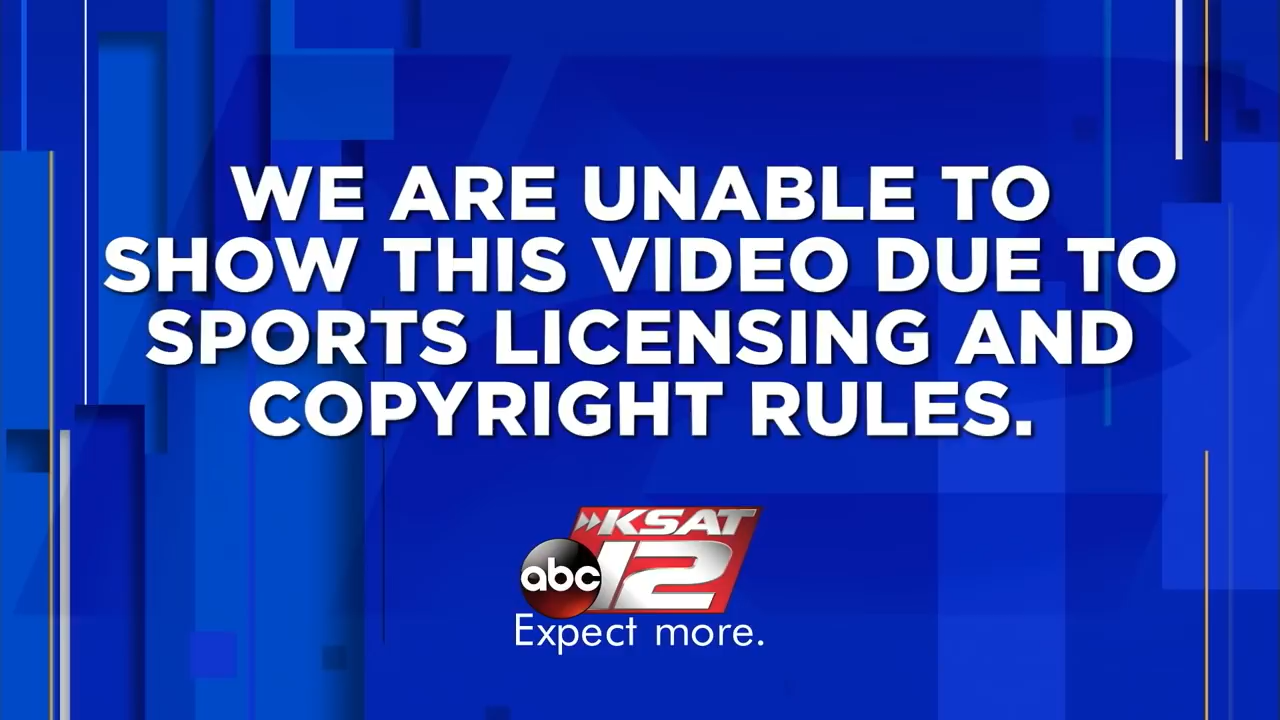 WE ARE UNABLE TO
SHOW THIS VIDEO DUE TO
SPORTS LICENSING AND
COPYRIGHT RULES.
KSAT
abc 12
Expect more.